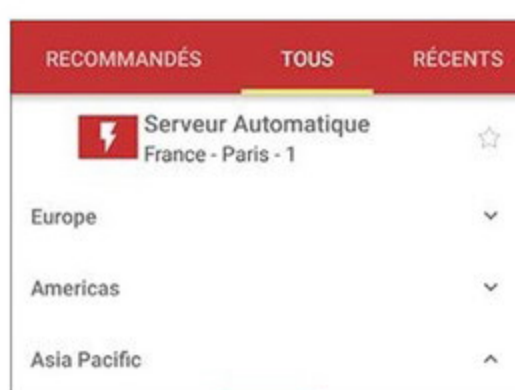 RECOMMANDÉS TOUS RÉCENTS
Serveur Automatique
France - Paris - 1
Europe
Americas
Asia Pacific